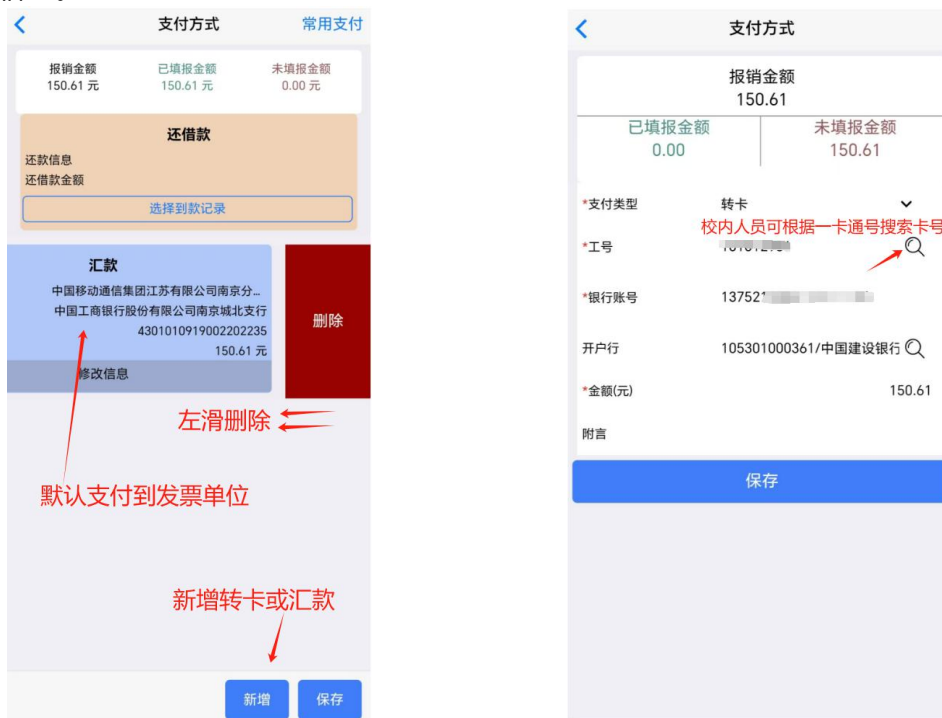 支付方式
常用支付
报销金额
已填报金额
未填报金额
150.61 元
150.61 元
0.00 元
还借款
还款信息
还借款金额
选择到款记录
汇款
中国移动通信集团江苏有限公司南京分...
中国工商银行股份有限公司南京城北支行
4301010919002202235
150.61 元
修改信息
删除
左滑删除
默认支付到发票单位
新增转卡或汇款
新增
保存
支付方式
报销金额
150.61
已填报金额
未填报金额
0.00
150.61
*支付类型
转卡
校内人员可根据一卡通号搜索卡号
*工号
*银行账号
137521
开户行
105301000361/中国建设银行
*金额(元)
150.61
附言
保存